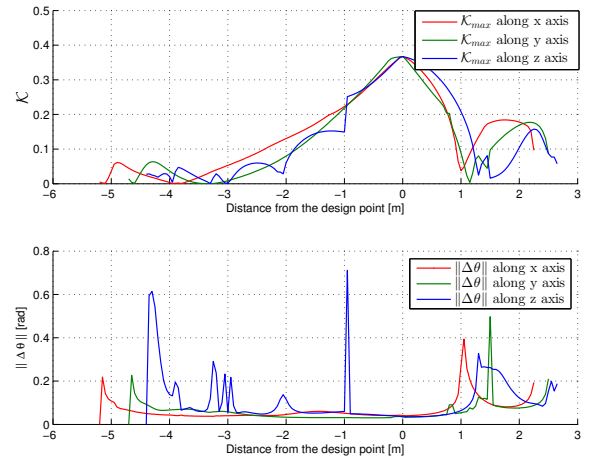 0.5
0.4
0.3
0.2
0.1
0
K
K_max along x axis
K_max along y axis
K_max along z axis
−6 −5 −4 −3 −2 −1 0 1 2 3
Distance from the design point [m]
0.8
0.6
0.4
0.2
0
|| Δ θ || [rad]
‖Δθ‖ along x axis
‖Δθ‖ along y axis
‖Δθ‖ along z axis
−6 −5 −4 −3 −2 −1 0 1 2 3
Distance from the design point [m]